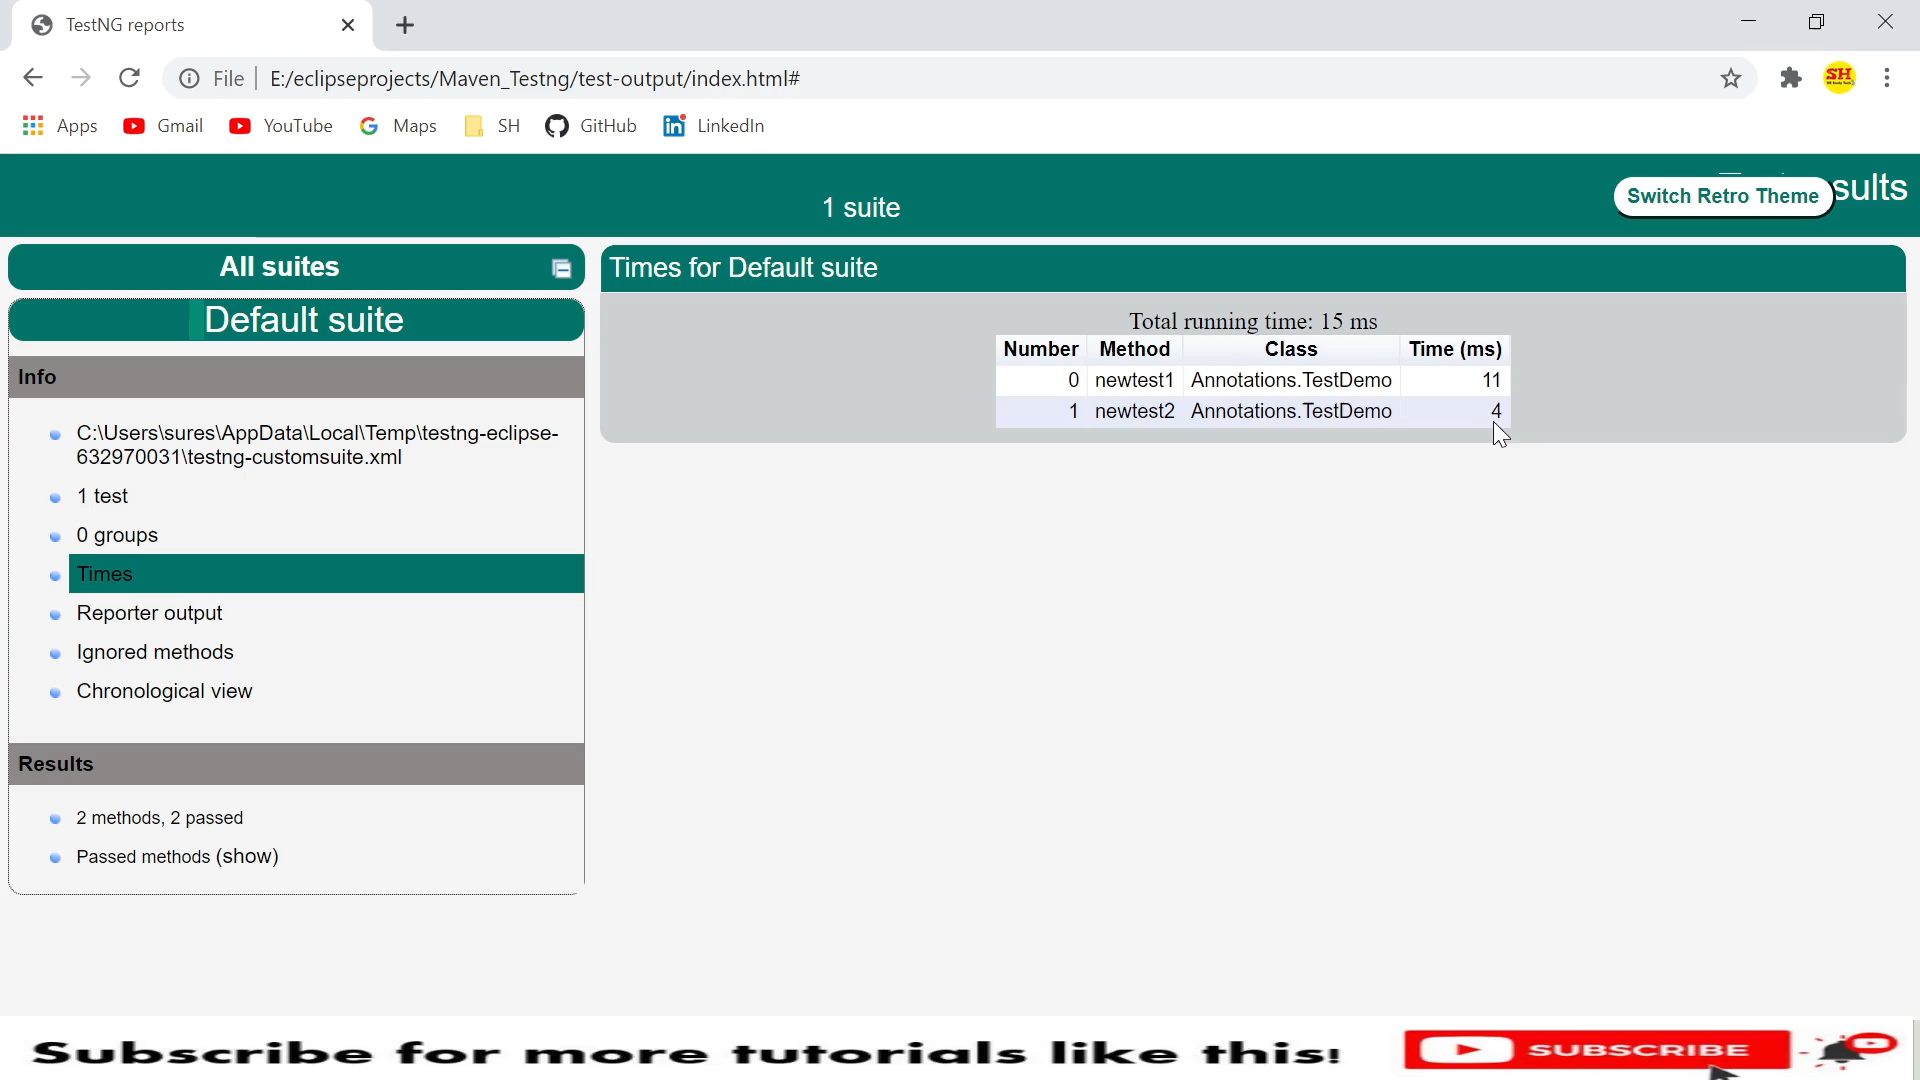 TestNG reports
File E:/eclipseprojects/Maven_Testng/test-output/index.html#
SH
Apps Gmail YouTube Maps SH GitHub LinkedIn
1 suite
Switch Retro Theme
sults
All suites
Default suite
Info
C:\Users\sures\AppData\Local\Temp\testng-eclipse-
632970031\testng-customsuite.xml
1 test
0 groups
Times
Reporter output
Ignored methods
Chronological view
Results
2 methods, 2 passed
Passed methods (show)
Times for Default suite
Total running time: 15 ms
Number Method Class Time (ms)
0 newtest1 Annotations.TestDemo 11
1 newtest2 Annotations.TestDemo 4
Subscribe for more tutorials like this!
SUBSCRIBE